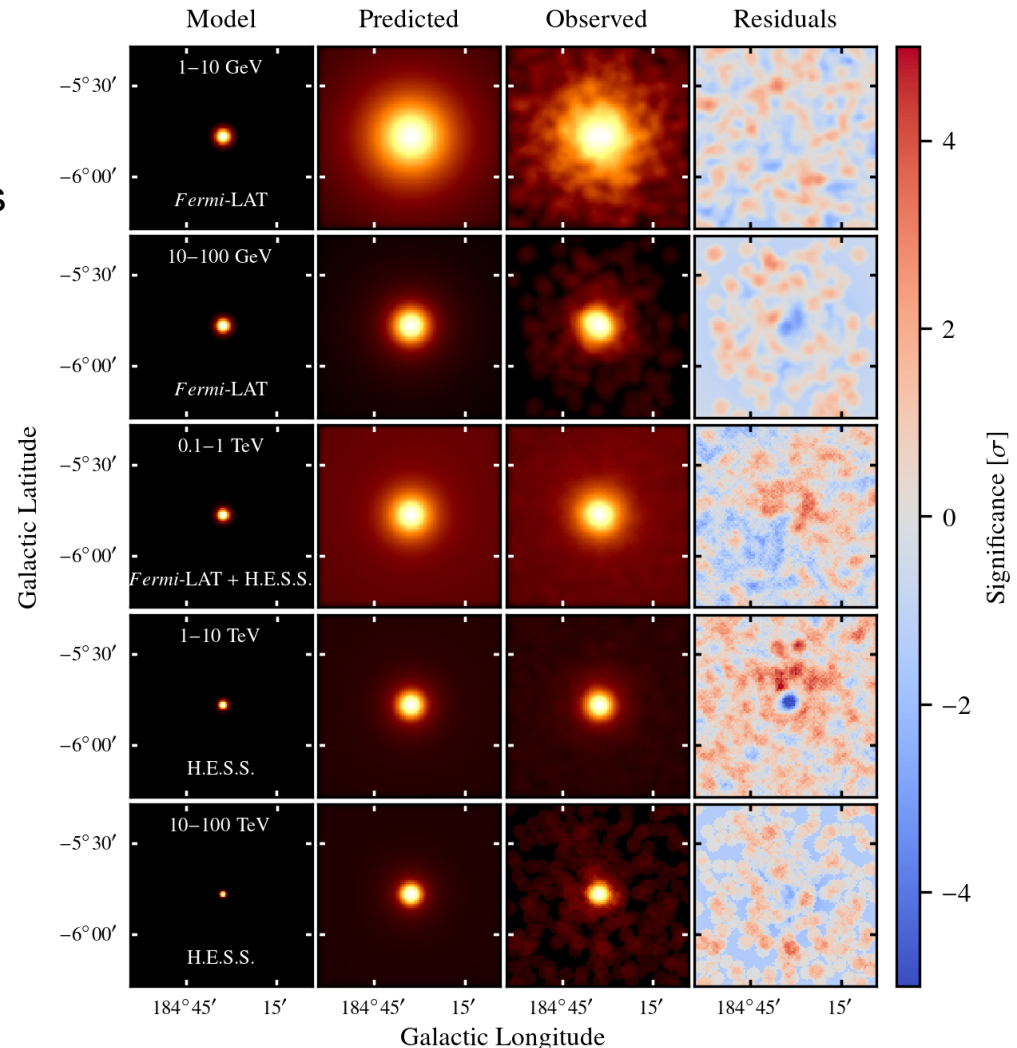 Model Predicted Observed Residuals
1–10 GeV
Fermi-LAT
−5°30′
−6°00′
10–100 GeV
Fermi-LAT
−5°30′
−6°00′
0.1–1 TeV
Fermi-LAT + H.E.S.S.
−5°30′
−6°00′
1–10 TeV
H.E.S.S.
−5°30′
−6°00′
10–100 TeV
H.E.S.S.
−5°30′
−6°00′
184°45′ 15′ 184°45′ 15′ 184°45′ 15′ 184°45′ 15′
Galactic Longitude
Galactic Latitude
4
2
0
−2
−4
Significance [σ]
s